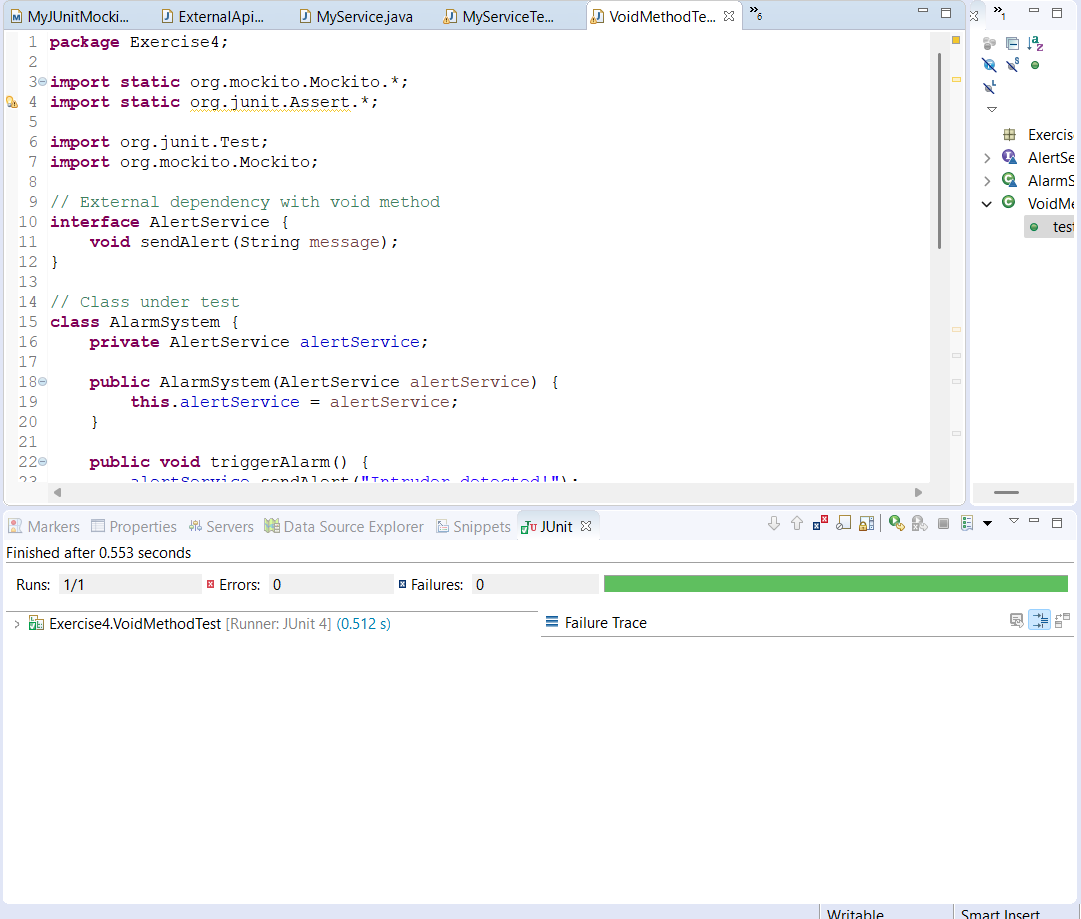 MyJUnitMocki... ExternalApi... MyService.java MyServiceTe... VoidMethodTe... »6 »1
1 package Exercise4;
2
3 import static org.mockito.Mockito.*;
4 import static org.junit.Assert.*;
5
6 import org.junit.Test;
7 import org.mockito.Mockito;
8
9 // External dependency with void method
10 interface AlertService {
11 void sendAlert(String message);
12 }
13
14 // Class under test
15 class AlarmSystem {
16 private AlertService alertService;
17
18 public AlarmSystem(AlertService alertService) {
19 this.alertService = alertService;
20 }
21
22 public void triggerAlarm() {
23 alertService.sendAlert("Intruder detected!");
Exercis
AlertSe
AlarmS
VoidMe
test
Markers Properties Servers Data Source Explorer Snippets JUnit
Finished after 0.553 seconds
Runs: 1/1 Errors: 0 Failures: 0
Exercise4.VoidMethodTest [Runner: JUnit 4] (0.512 s)
Failure Trace
Writable Smart Insert